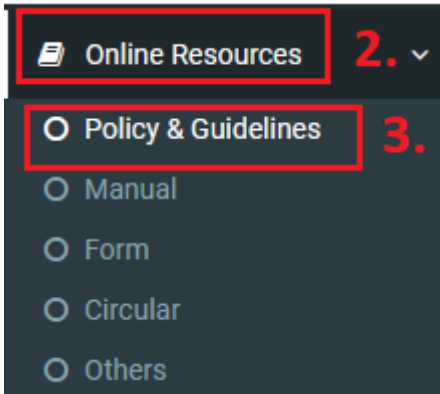 Online Resources 2.
Policy & Guidelines 3.
Manual
Form
Circular
Others